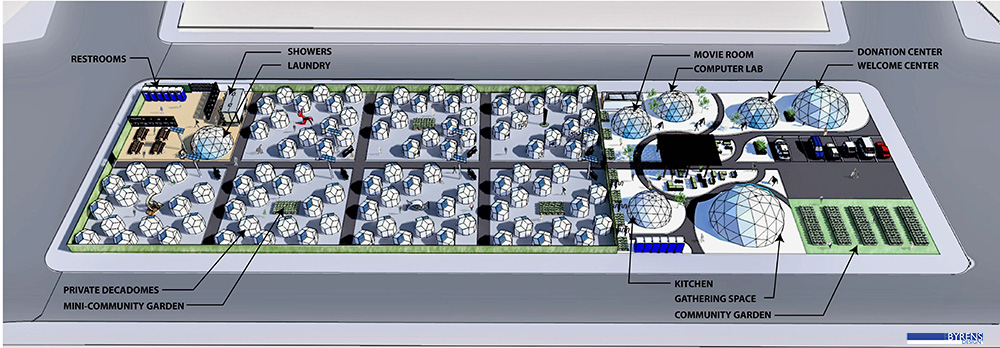 RESTROOMS
SHOWERS
LAUNDRY
MOVIE ROOM
COMPUTER LAB
DONATION CENTER
WELCOME CENTER
PRIVATE DECADOMES
MINI-COMMUNITY GARDEN
KITCHEN
GATHERING SPACE
COMMUNITY GARDEN
BYRENS
DESIGN